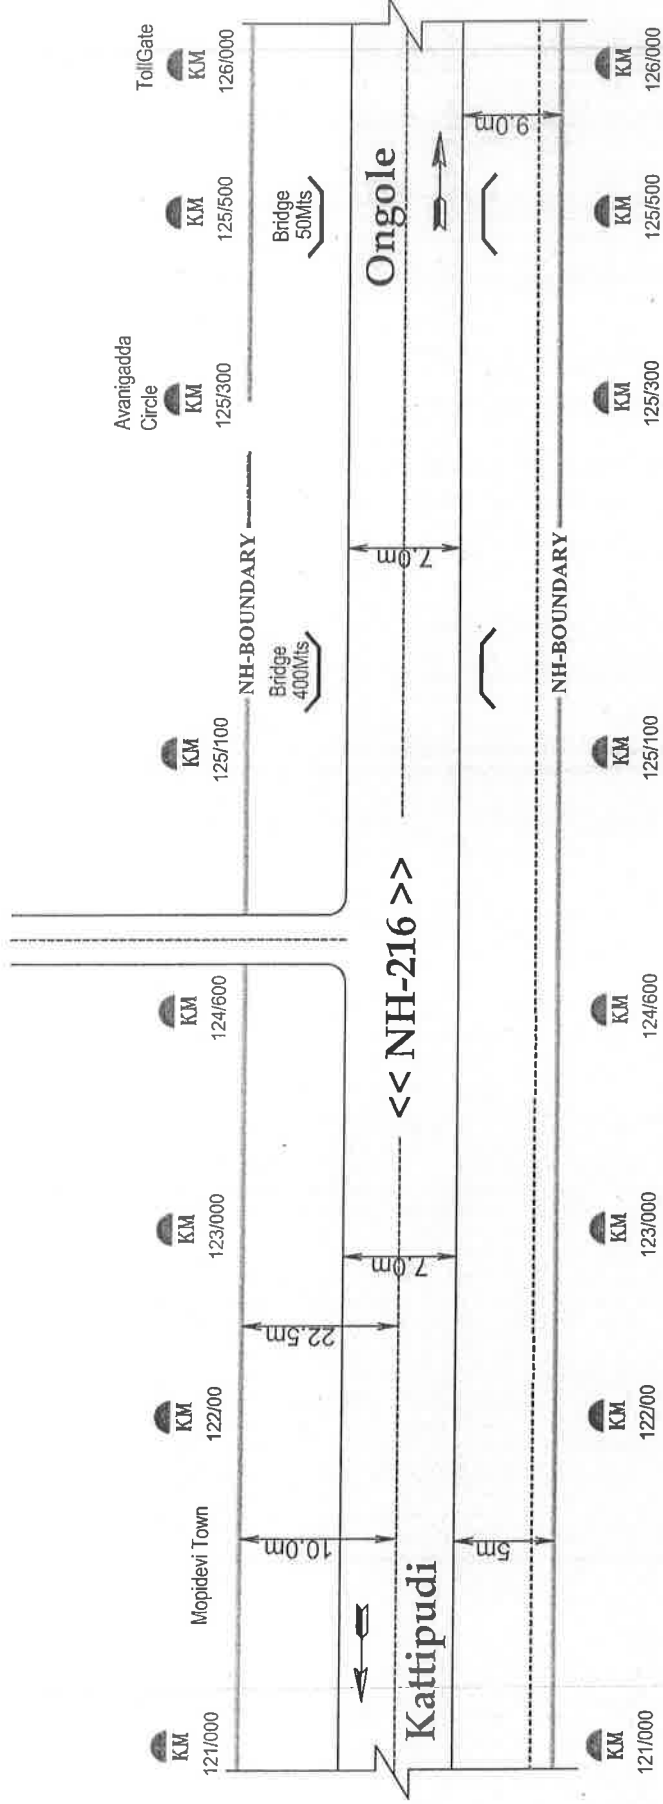 TollGate
KM
126/000
KM
125/500
Avanigadda
Circle
KM
125/300
KM
125/100
KM
124/600
KM
123/000
KM
122/00
Mopidevi Town
KM
121/000
Bridge
50Mts
NH-BOUNDARY
Bridge
400Mts
22.5m
10.0m
Ongole
7.0m
<< NH-216 >>
7.0m
Kattipudi
9.0m
5m
NH-BOUNDARY
KM
126/000
KM
125/500
KM
125/300
KM
125/100
KM
124/600
KM
123/000
KM
122/00
KM
121/000